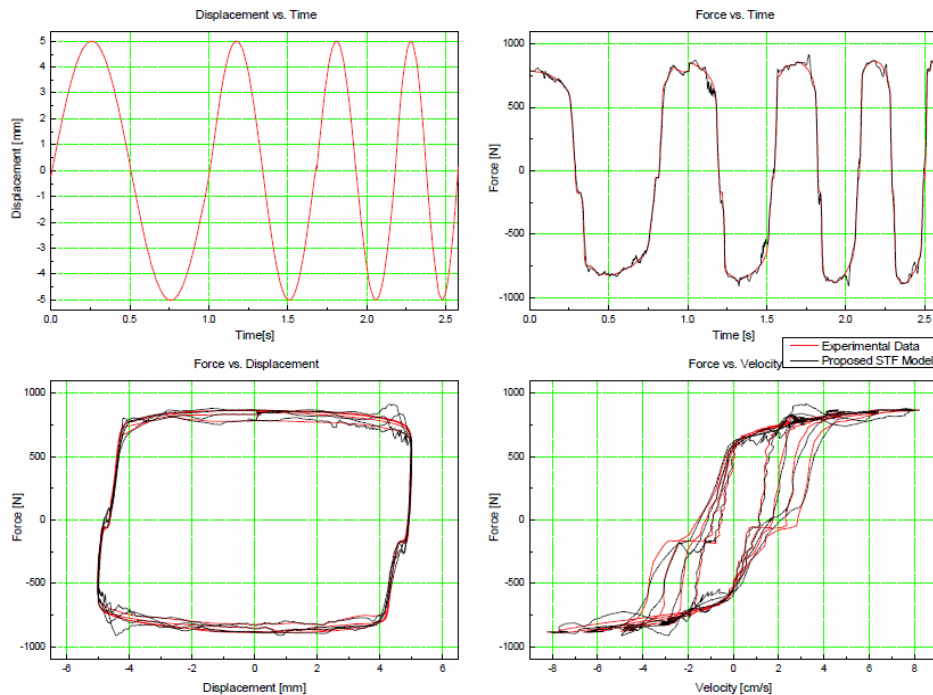 Displacement vs. Time
Displacement [mm]
5
4
3
2
1
0
-1
-2
-3
-4
-5
0.0 0.5 1.0 1.5 2.0 2.5
Time[s]
Force vs. Time
Force [N]
1000
500
0
-500
-1000
0.0 0.5 1.0 1.5 2.0 2.5
Time [s]
Experimental Data
Proposed STF Model
Force vs. Displacement
Force [N]
1000
500
0
-500
-1000
-6 -4 -2 0 2 4 6
Displacement [mm]
Force vs. Velocity
Force [N]
1000
500
0
-500
-1000
-8 -6 -4 -2 0 2 4 6 8
Velocity [cm/s]